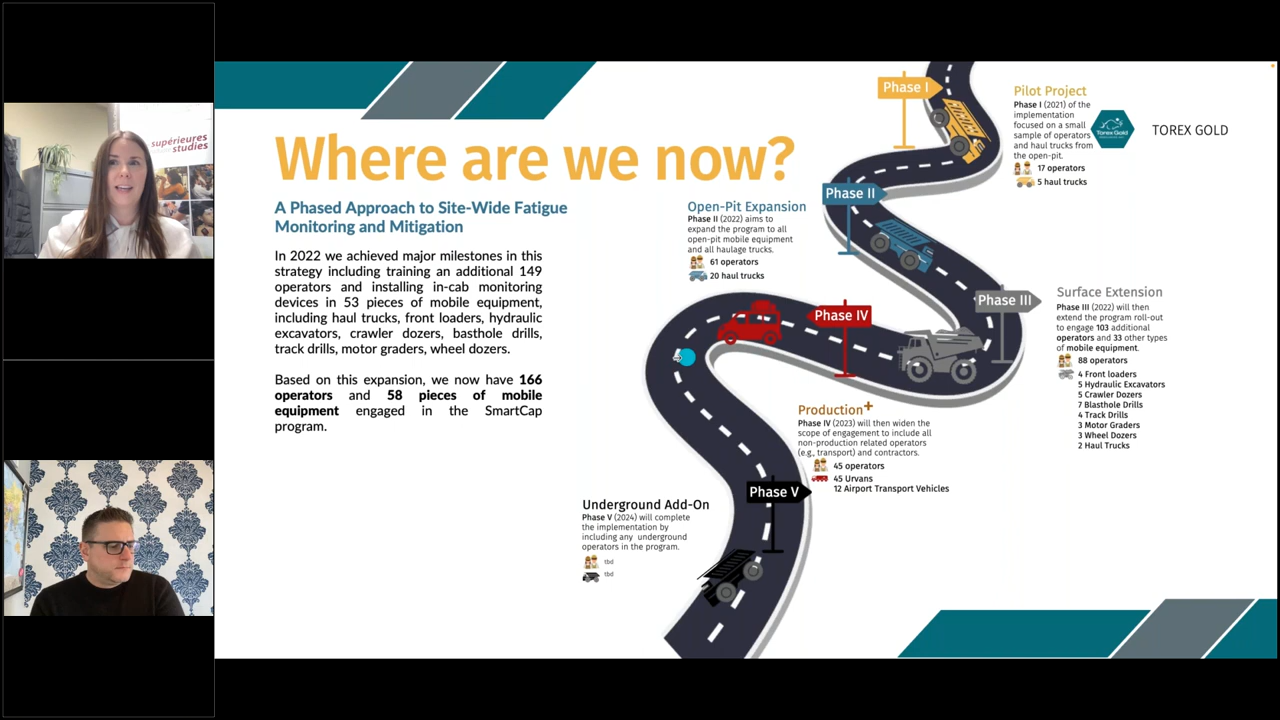 supérieures
studies
Where are we now?
A Phased Approach to Site-Wide Fatigue
Monitoring and Mitigation
In 2022 we achieved major milestones in this
strategy including training an additional 149
operators and installing in-cab monitoring
devices in 53 pieces of mobile equipment,
including haul trucks, front loaders, hydraulic
excavators, crawler dozers, basthole drills,
track drills, motor graders, wheel dozers.
Based on this expansion, we now have 166
operators and 58 pieces of mobile
equipment engaged in the SmartCap
program.
Phase I
Pilot Project
Phase I (2021) of the
implementation
focused on a small
sample of operators
and haul trucks from
the open-pit.
17 operators
5 haul trucks
Torex Gold
TOREX GOLD
Phase II
Open-Pit Expansion
Phase II (2022) aims to
expand the program to all
open-pit mobile equipment
and all haulage trucks.
61 operators
20 haul trucks
Phase III
Surface Extension
Phase III (2022) will then
extend the program roll-out
to engage 103 additional
operators and 33 other types
of mobile equipment.
88 operators
4 Front loaders
5 Hydraulic Excavators
5 Crawler Dozers
7 Blasthole Drills
4 Track Drills
3 Motor Graders
3 Wheel Dozers
2 Haul Trucks
Phase IV
Production+
Phase IV (2023) will then widen the
scope of engagement to include all
non-production related operators
(e.g., transport) and contractors.
45 operators
45 Urvans
12 Airport Transport Vehicles
Phase V
Underground Add-On
Phase V (2024) will complete
the implementation by
including any underground
operators in the program.
tbd
tbd